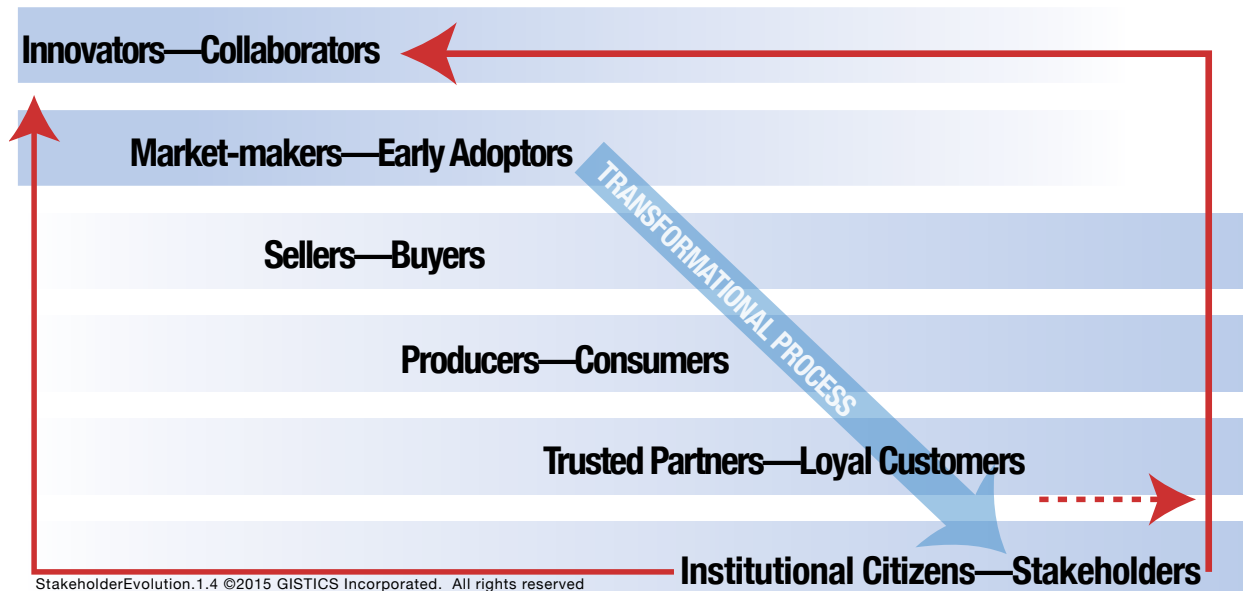 Innovators—Collaborators
Market-makers—Early Adoptors
TRANSFORMATIONAL PROCESS
Sellers—Buyers
Producers—Consumers
Trusted Partners—Loyal Customers
Institutional Citizens—Stakeholders
StakeholderEvolution.1.4 ©2015 GISTICS Incorporated. All rights reserved